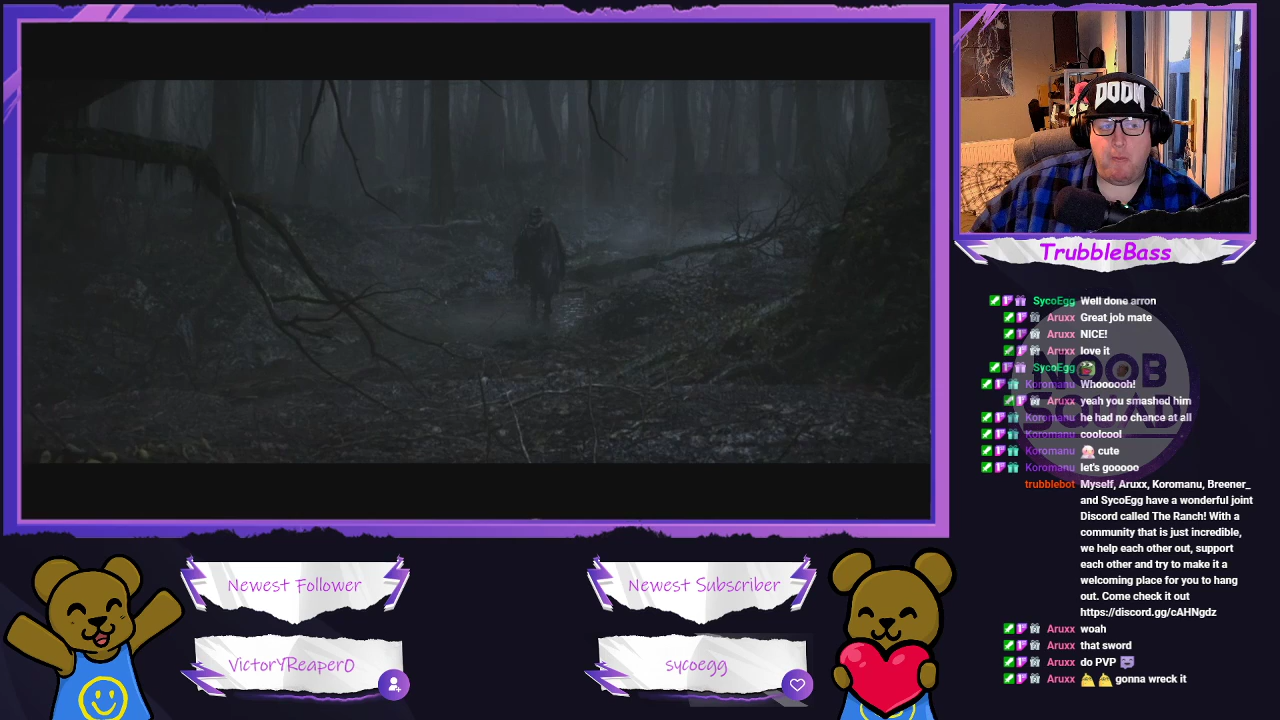 DOOM
TrubbleBass
SycoEgg Well done arron
Aruxx Great job mate
Aruxx NICE!
Aruxx love it
SycoEgg
Koromanu Whoooooh!
Aruxx yeah you smashed him
Koromanu he had no chance at all
Koromanu coolcool
Koromanu cute
Koromanu let's gooooo
trubblebot Myself, Aruxx, Koromanu, Breener_
and SycoEgg have a wonderful joint
Discord called The Ranch! With a
community that is just incredible,
we help each other out, support
each other and try to make it a
welcoming place for you to hang
out. Come check it out
https://discord.gg/cAHNgdz
Aruxx woah
Aruxx that sword
Aruxx do PVP
Aruxx gonna wreck it
NOOB
SQUAD
Newest Follower
VictorYReaper0
Newest Subscriber
sycoegg